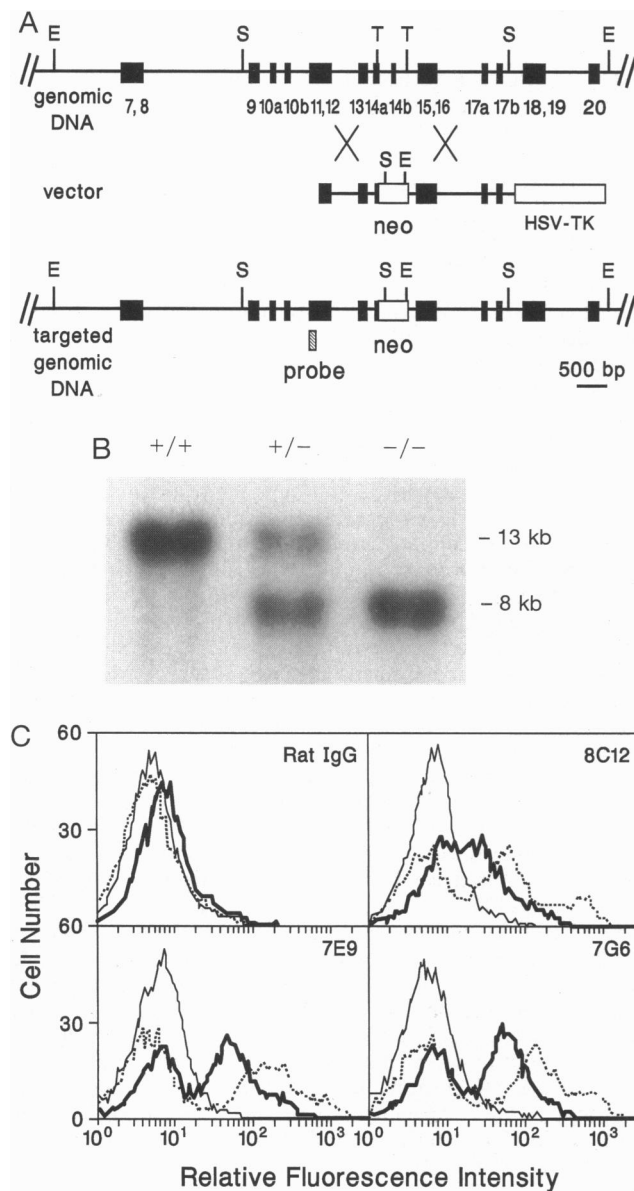 A
E S T T S E
genomic DNA
7, 8 9 10a 10b 11, 12 13 14a 14b 15, 16 17a 17b 18, 19 20
S E
vector
neo
HSV-TK
E S S E S E
targeted genomic DNA
probe
neo
500 bp
B
+/+ +/− −/−
– 13 kb
– 8 kb
C
60 Rat IgG 8C12
30
0
60 7E9 7G6
30
0
Cell Number
10⁰ 10¹ 10² 10³ 10¹ 10² 10³
Relative Fluorescence Intensity